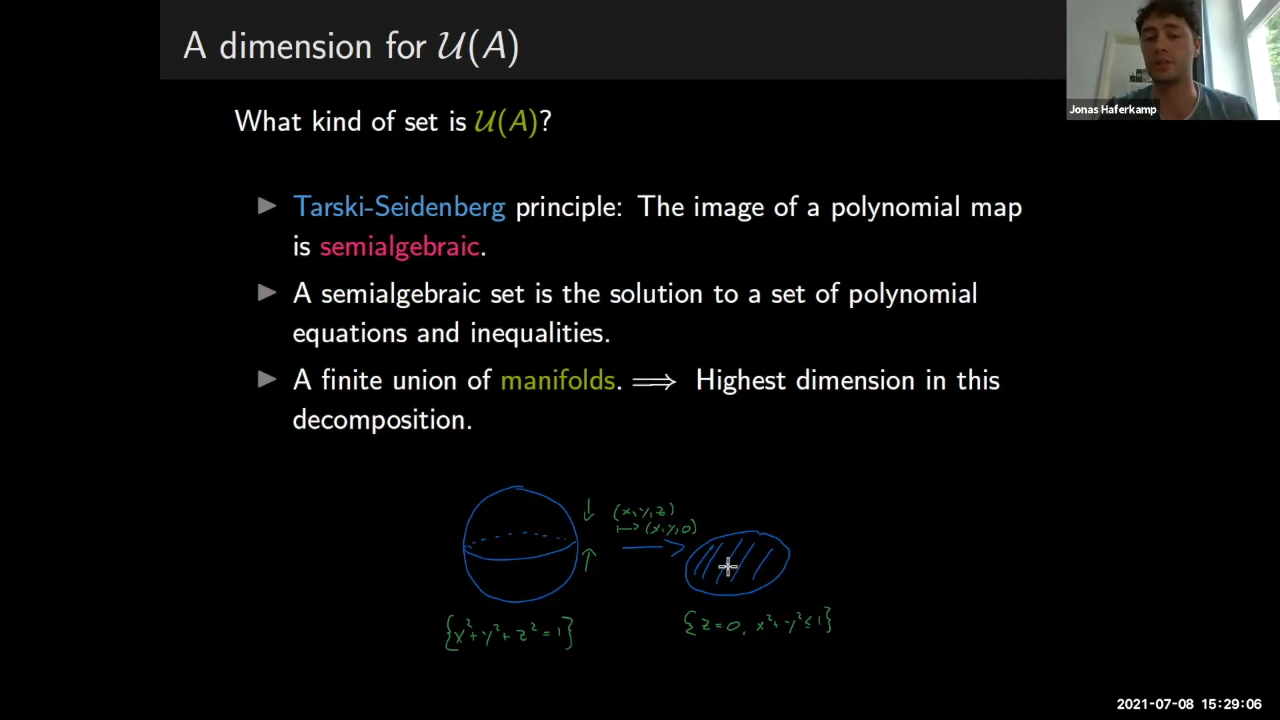 A dimension for 𝒰(A)
Jonas Haferkamp
What kind of set is 𝒰(A)?
▶ Tarski-Seidenberg principle: The image of a polynomial map
is semialgebraic.
▶ A semialgebraic set is the solution to a set of polynomial
equations and inequalities.
▶ A finite union of manifolds. ⟹ Highest dimension in this
decomposition.
(x,y,z)
↦ (x,y,0)
{x²+y²+z²=1}
{z=0, x²+y²≤1}
2021-07-08 15:29:06